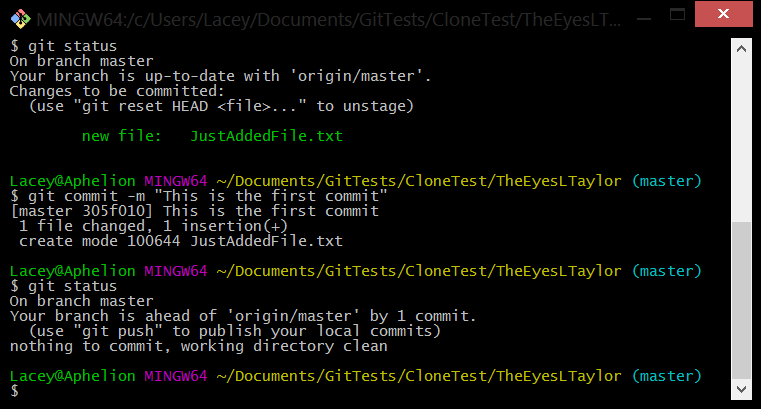 MINGW64:/c/Users/Lacey/Documents/GitTests/CloneTest/TheEyesLT...
$ git status
On branch master
Your branch is up-to-date with 'origin/master'.
Changes to be committed:
  (use "git reset HEAD <file>..." to unstage)
        new file:   JustAddedFile.txt
Lacey@Aphelion MINGW64 ~/Documents/GitTests/CloneTest/TheEyesLTaylor (master)
$ git commit -m "This is the first commit"
[master 305f010] This is the first commit
 1 file changed, 1 insertion(+)
 create mode 100644 JustAddedFile.txt
Lacey@Aphelion MINGW64 ~/Documents/GitTests/CloneTest/TheEyesLTaylor (master)
$ git status
On branch master
Your branch is ahead of 'origin/master' by 1 commit.
  (use "git push" to publish your local commits)
nothing to commit, working directory clean
Lacey@Aphelion MINGW64 ~/Documents/GitTests/CloneTest/TheEyesLTaylor (master)
$